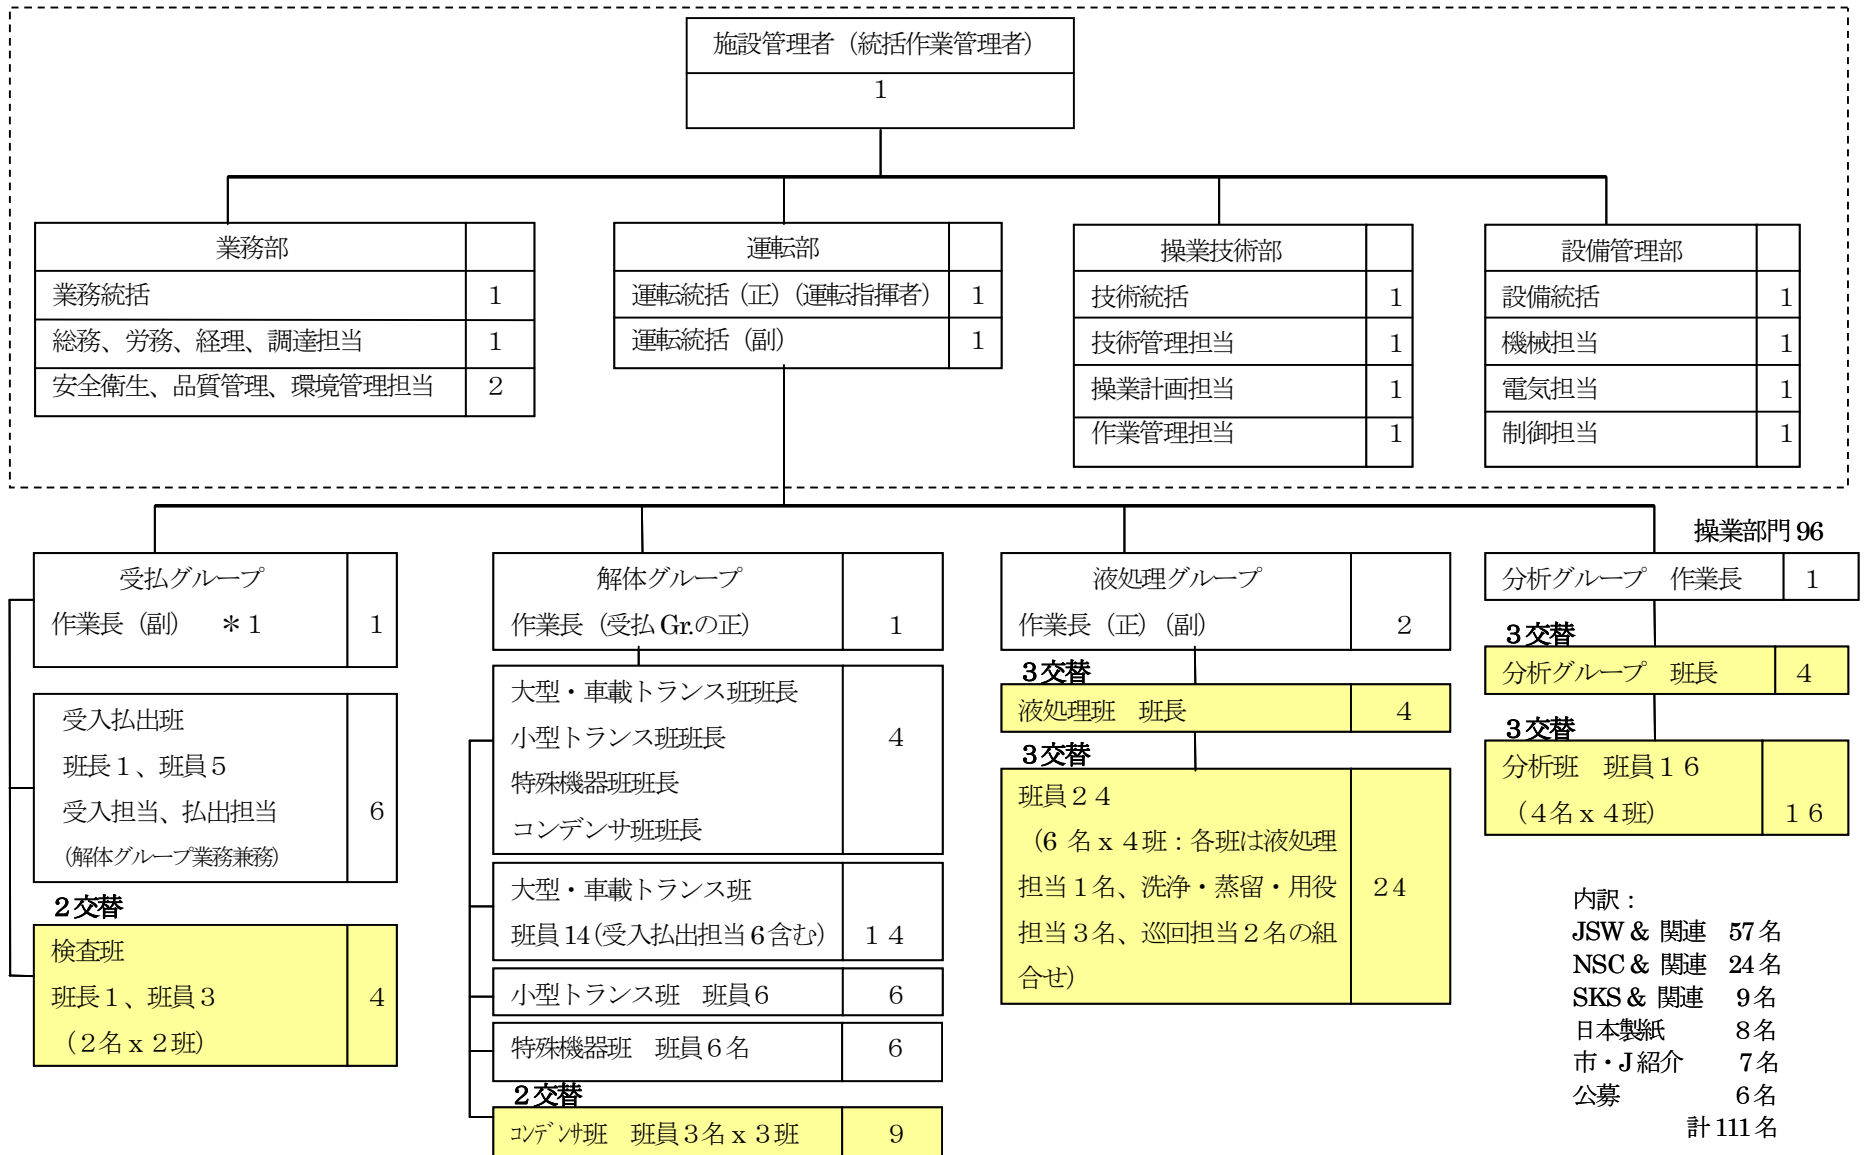 施設管理者（統括作業管理者）
１
業務部
業務統括 １
総務、労務、経理、調達担当 １
安全衛生、品質管理、環境管理担当 ２
運転部
運転統括（正）（運転指揮者） １
運転統括（副） １
操業技術部
技術統括 １
技術管理担当 １
操業計画担当 １
作業管理担当 １
設備管理部
設備統括 １
機械担当 １
電気担当 １
制御担当 １
操業部門 96
受払グループ
作業長（副） ＊１ １
受入払出班
班長１、班員５
受入担当、払出担当 ６
(解体グループ業務兼務)
２交替
検査班
班長１、班員３ ４
（２名ｘ２班）
解体グループ
作業長（受払 Gr.の正） １
大型・車載トランス班班長
小型トランス班班長 ４
特殊機器班班長
コンデンサ班班長
大型・車載トランス班
班員 14（受入払出担当 6 含む） １４
小型トランス班 班員６ ６
特殊機器班 班員６名 ６
２交替
ｺﾝﾃﾞﾝｻ班 班員３名ｘ３班 ９
液処理グループ
作業長（正）（副） ２
３交替
液処理班 班長 ４
３交替
班員２４
（6 名ｘ４班：各班は液処理
担当１名、洗浄・蒸留・用役 24
担当３名、巡回担当２名の組
合せ）
分析グループ 作業長 １
３交替
分析グループ 班長 ４
３交替
分析班 班員１６
（４名ｘ４班） １６
内訳：
JSW & 関連 57 名
NSC & 関連 24 名
SKS & 関連 9 名
日本製紙 8 名
市・J 紹介 7 名
公募 6 名
計 111 名